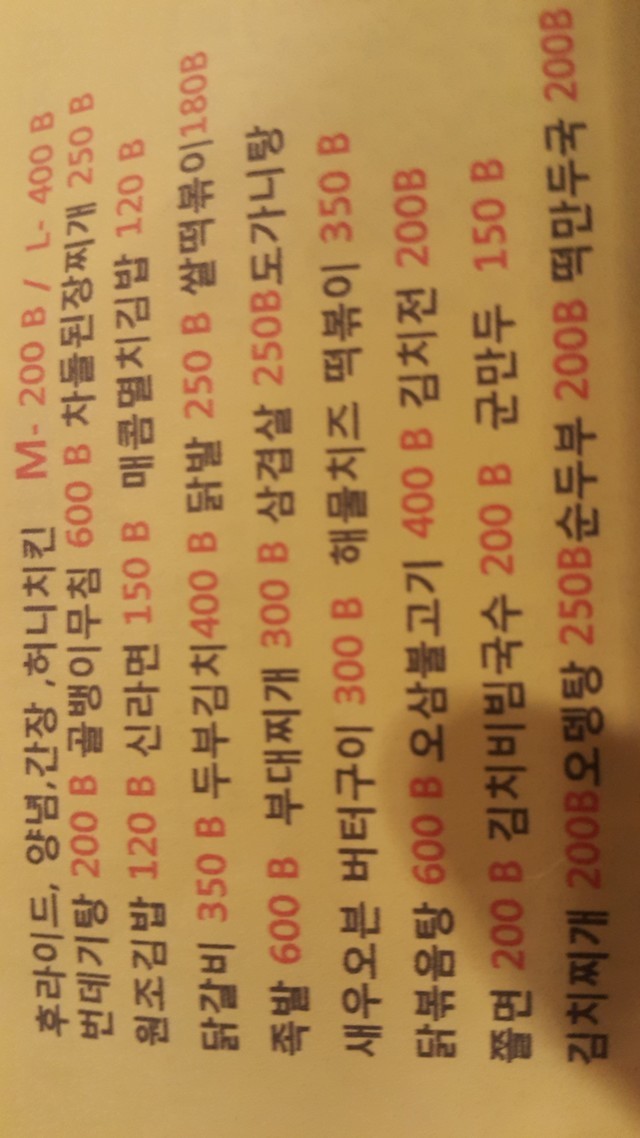 후라이드, 양념,간장 ,허니치킨 M- 200 B / L- 400 B
번데기탕 200 B 골뱅이무침 600 B 차돌된장찌개 250 B
원조김밥 120 B 신라면 150 B 매콤멸치김밥 120 B
닭갈비 350 B 두부김치400 B 닭발 250 B 쌀떡볶이180B
족발 600 B 부대찌개 300 B 삼겹살 250B도가니탕
새우오븐 버터구이 300 B 해물치즈 떡볶이 350 B
닭볶음탕 600 B 오삼불고기 400 B 김치전 200B
쫄면 200 B 김치비빔국수 200 B 군만두 150 B
김치찌개 200B오뎅탕 250B순두부 200B 떡만두국 200B